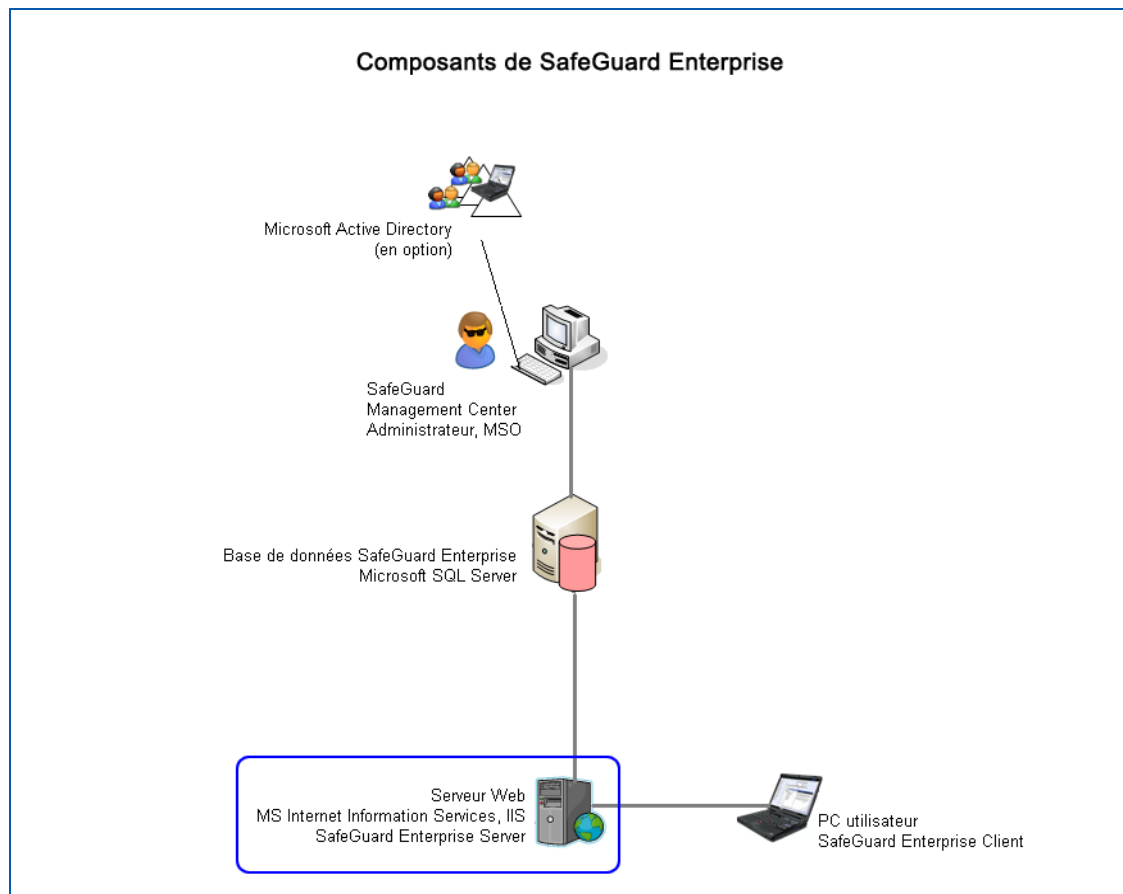 Composants de SafeGuard Enterprise
Microsoft Active Directory
(en option)
SafeGuard
Management Center
Administrateur, MSO
Base de données SafeGuard Enterprise
Microsoft SQL Server
Serveur Web
MS Internet Information Services, IIS
SafeGuard Enterprise Server
PC utilisateur
SafeGuard Enterprise Client